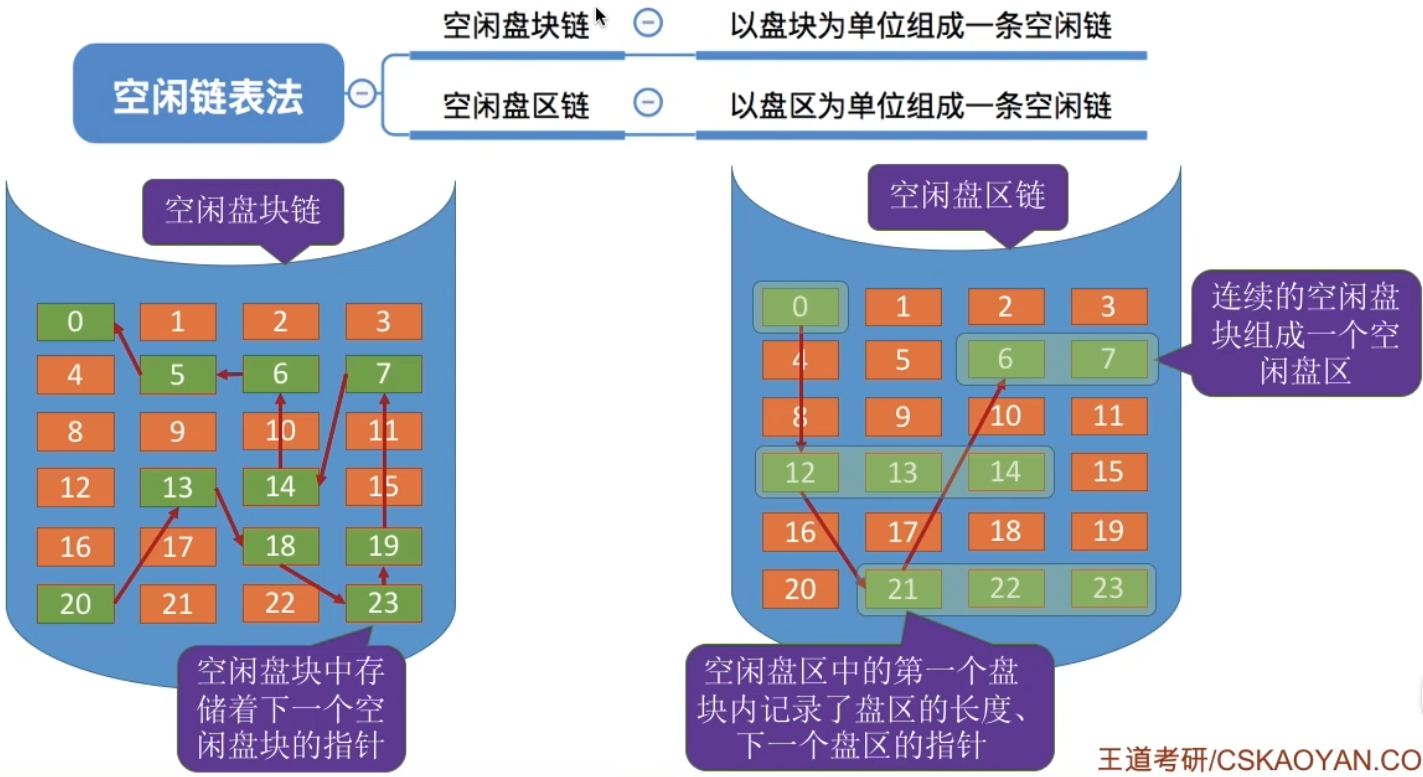 空闲链表法
空闲盘块链
以盘块为单位组成一条空闲链
空闲盘区链
以盘区为单位组成一条空闲链
空闲盘块链
0 1 2 3
4 5 6 7
8 9 10 11
12 13 14 15
16 17 18 19
20 21 22 23
空闲盘块中存
储着下一个空
闲盘块的指针
空闲盘区链
0 1 2 3
4 5 6 7
8 9 10 11
12 13 14 15
16 17 18 19
20 21 22 23
连续的空闲盘
块组成一个空
闲盘区
空闲盘区中的第一个盘
块内记录了盘区的长度、
下一个盘区的指针
王道考研/CSKAOYAN.CO